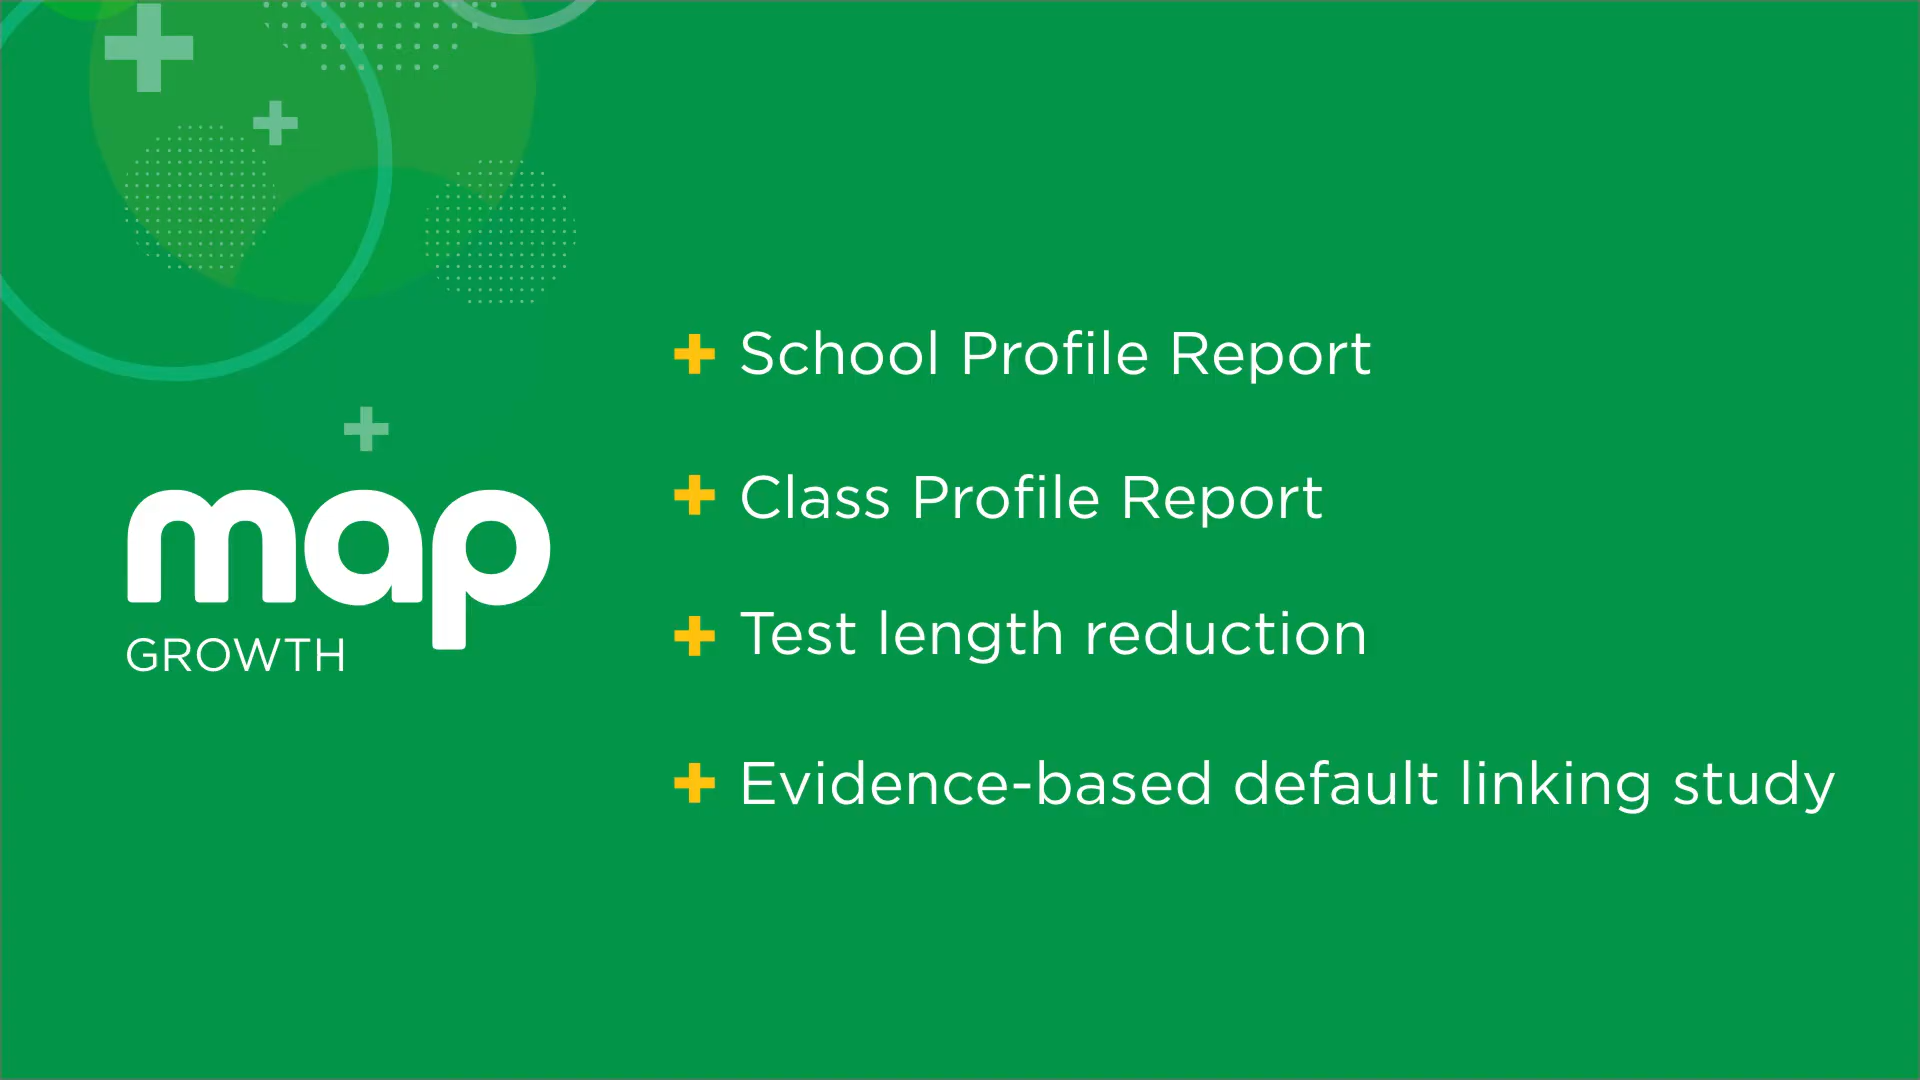 map
GROWTH
School Profile Report
Class Profile Report
Test length reduction
Evidence-based default linking study